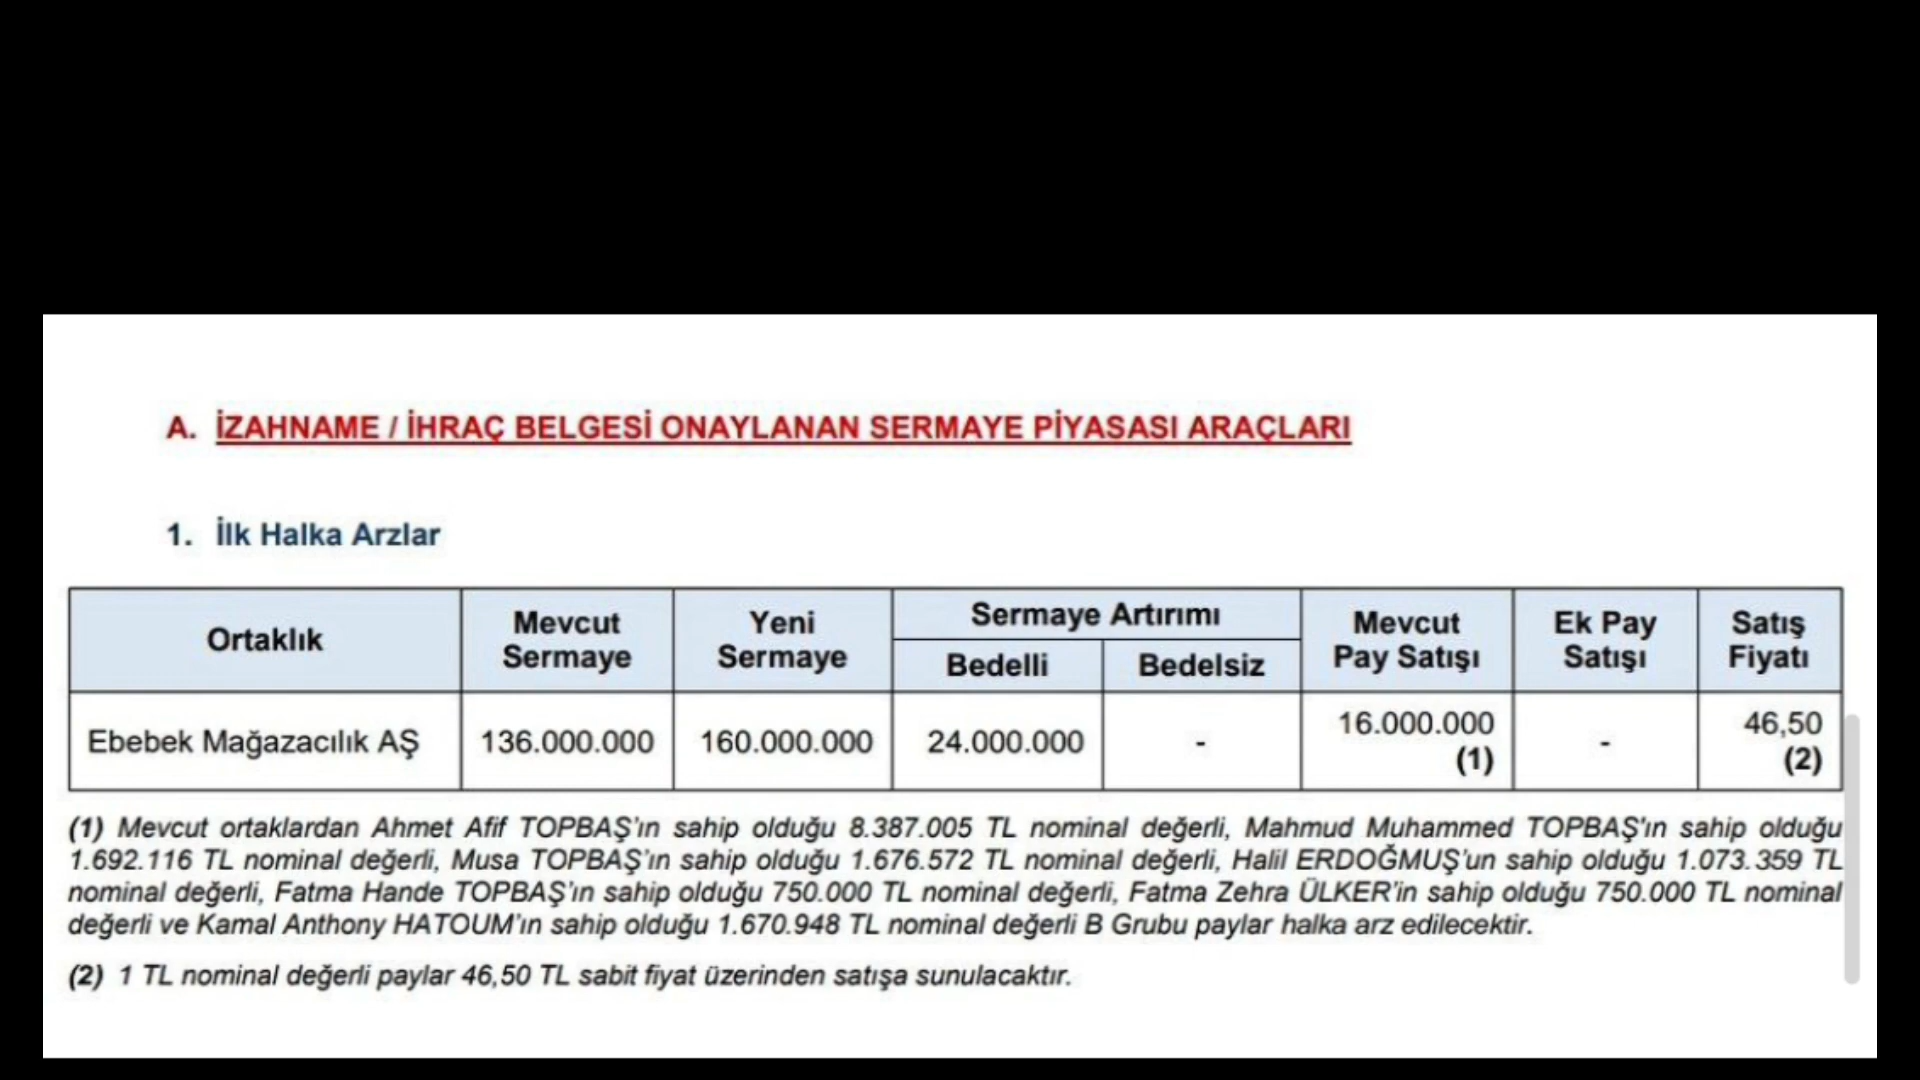 A. İZAHNAME / İHRAÇ BELGESİ ONAYLANAN SERMAYE PİYASASI ARAÇLARI
1. İlk Halka Arzlar
Ortaklık
Mevcut
Sermaye
Yeni
Sermaye
Sermaye Artırımı
Bedelli
Bedelsiz
Mevcut
Pay Satışı
Ek Pay
Satışı
Satış
Fiyatı
Ebebek Mağazacılık AŞ
136.000.000
160.000.000
24.000.000
-
16.000.000
(1)
-
46,50
(2)
(1) Mevcut ortaklardan Ahmet Afif TOPBAŞ'ın sahip olduğu 8.387.005 TL nominal değerli, Mahmud Muhammed TOPBAŞ'ın sahip olduğu
1.692.116 TL nominal değerli, Musa TOPBAŞ'ın sahip olduğu 1.676.572 TL nominal değerli, Halil ERDOĞMUŞ'un sahip olduğu 1.073.359 TL
nominal değerli, Fatma Hande TOPBAŞ'ın sahip olduğu 750.000 TL nominal değerli, Fatma Zehra ÜLKER'in sahip olduğu 750.000 TL nominal
değerli ve Kamal Anthony HATOUM'ın sahip olduğu 1.670.948 TL nominal değerli B Grubu paylar halka arz edilecektir.
(2) 1 TL nominal değerli paylar 46,50 TL sabit fiyat üzerinden satışa sunulacaktır.